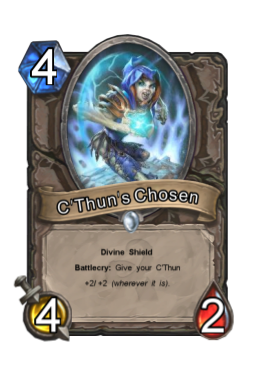 4
C'Thun's Chosen
Divine Shield
Battlecry: Give your C'Thun
+2/ +2 (wherever it is).
4
2